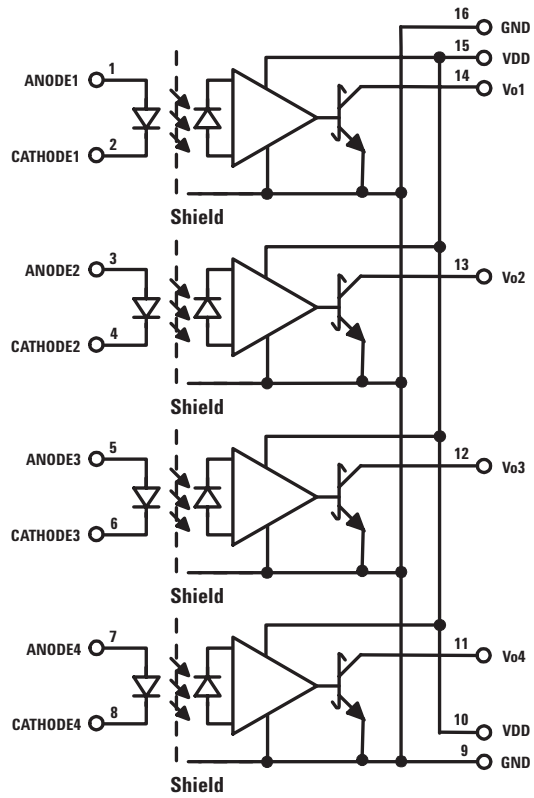 16
GND
15
VDD
ANODE1 1
14
Vo1
CATHODE1 2
Shield
ANODE2 3
13
Vo2
CATHODE2 4
Shield
ANODE3 5
12
Vo3
CATHODE3 6
Shield
ANODE4 7
11
Vo4
CATHODE4 8
10
VDD
9
GND
Shield